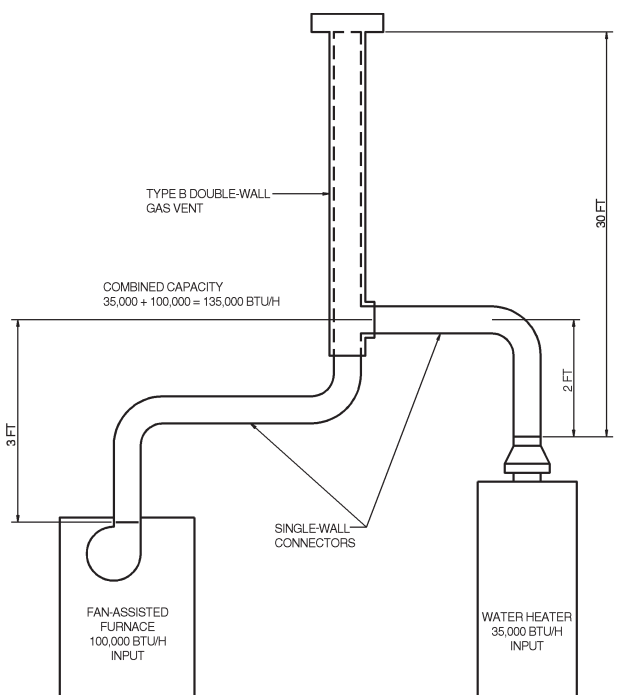 TYPE B DOUBLE-WALL
GAS VENT
30 FT
COMBINED CAPACITY
35,000 + 100,000 = 135,000 BTU/H
2 FT
3 FT
SINGLE-WALL
CONNECTORS
FAN-ASSISTED
FURNACE
100,000 BTU/H
INPUT
WATER HEATER
35,000 BTU/H
INPUT